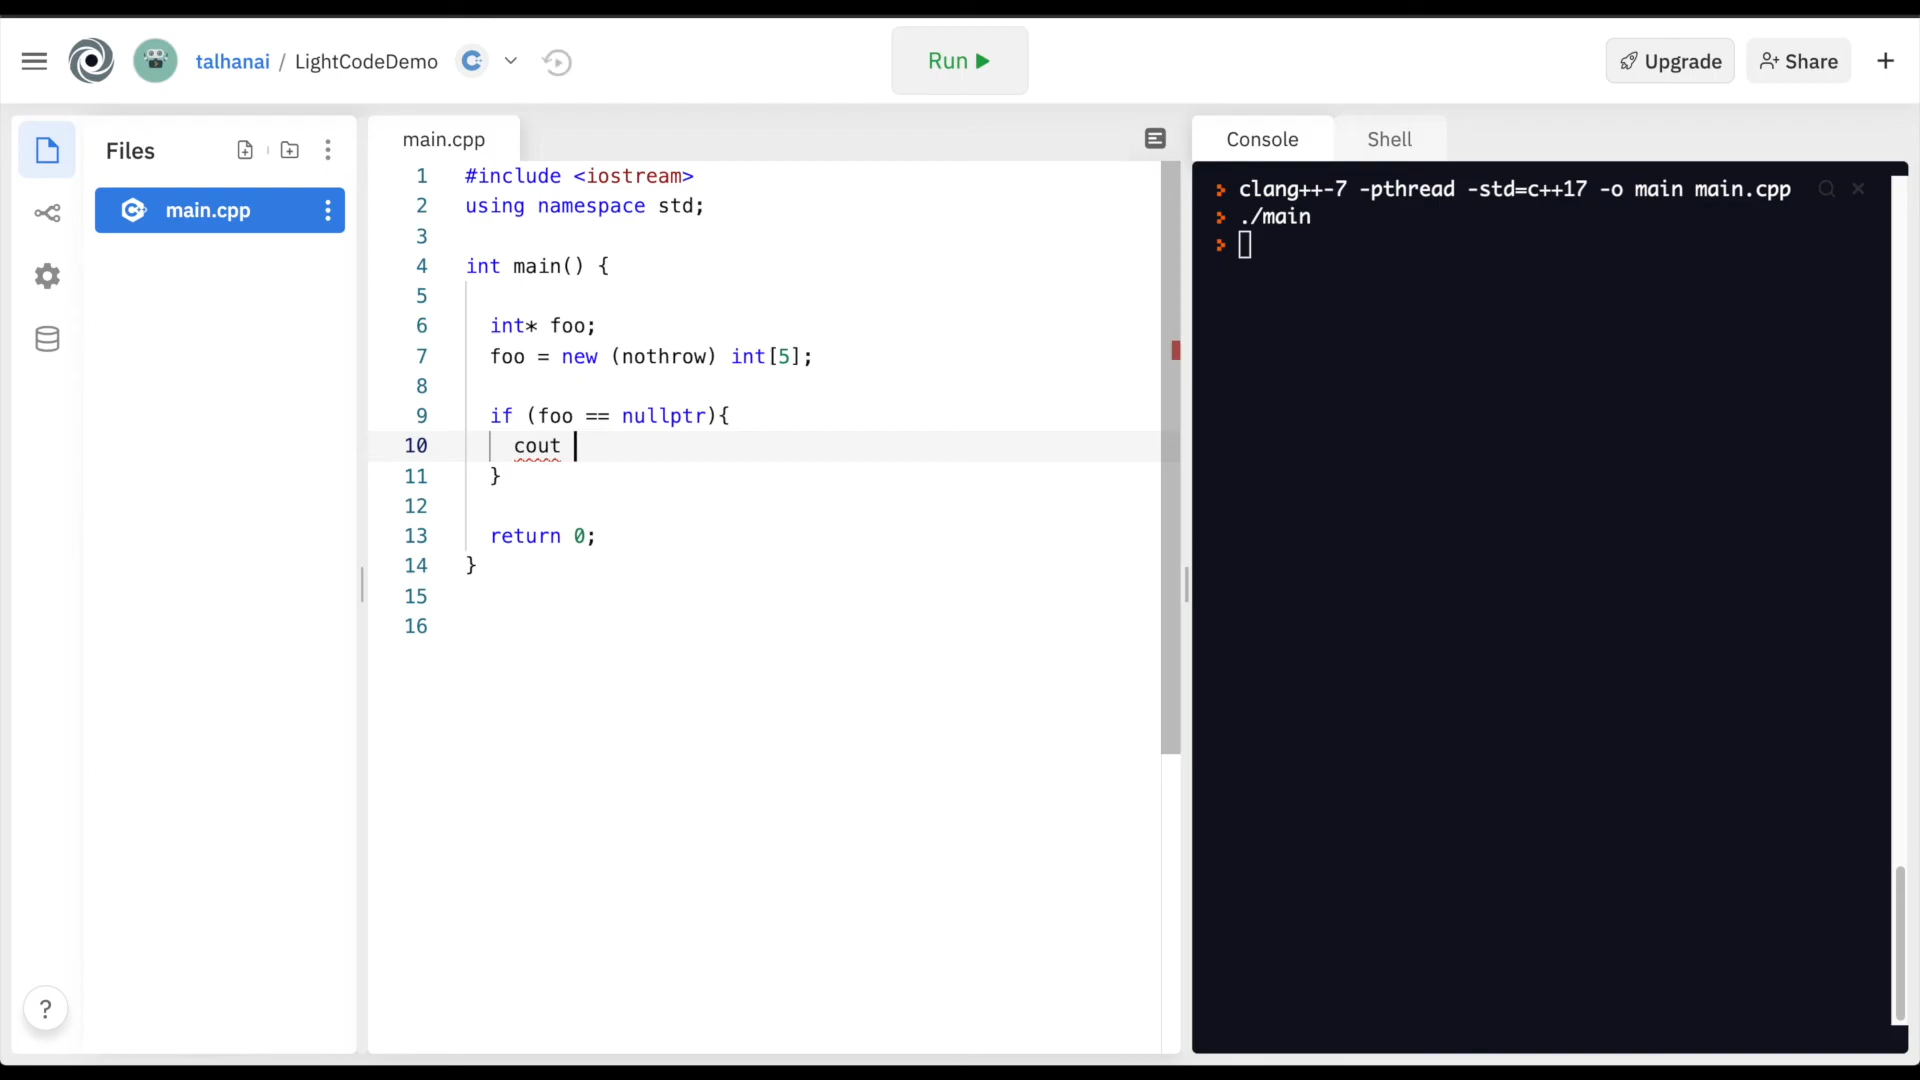 talhanai / LightCodeDemo
Run
Upgrade
Share
Files
main.cpp
main.cpp
1 #include <iostream>
2 using namespace std;
3
4 int main() {
5
6 int* foo;
7 foo = new (nothrow) int[5];
8
9 if (foo == nullptr){
10 cout
11 }
12
13 return 0;
14 }
15
16
Console
Shell
clang++-7 -pthread -std=c++17 -o main main.cpp
./main
?